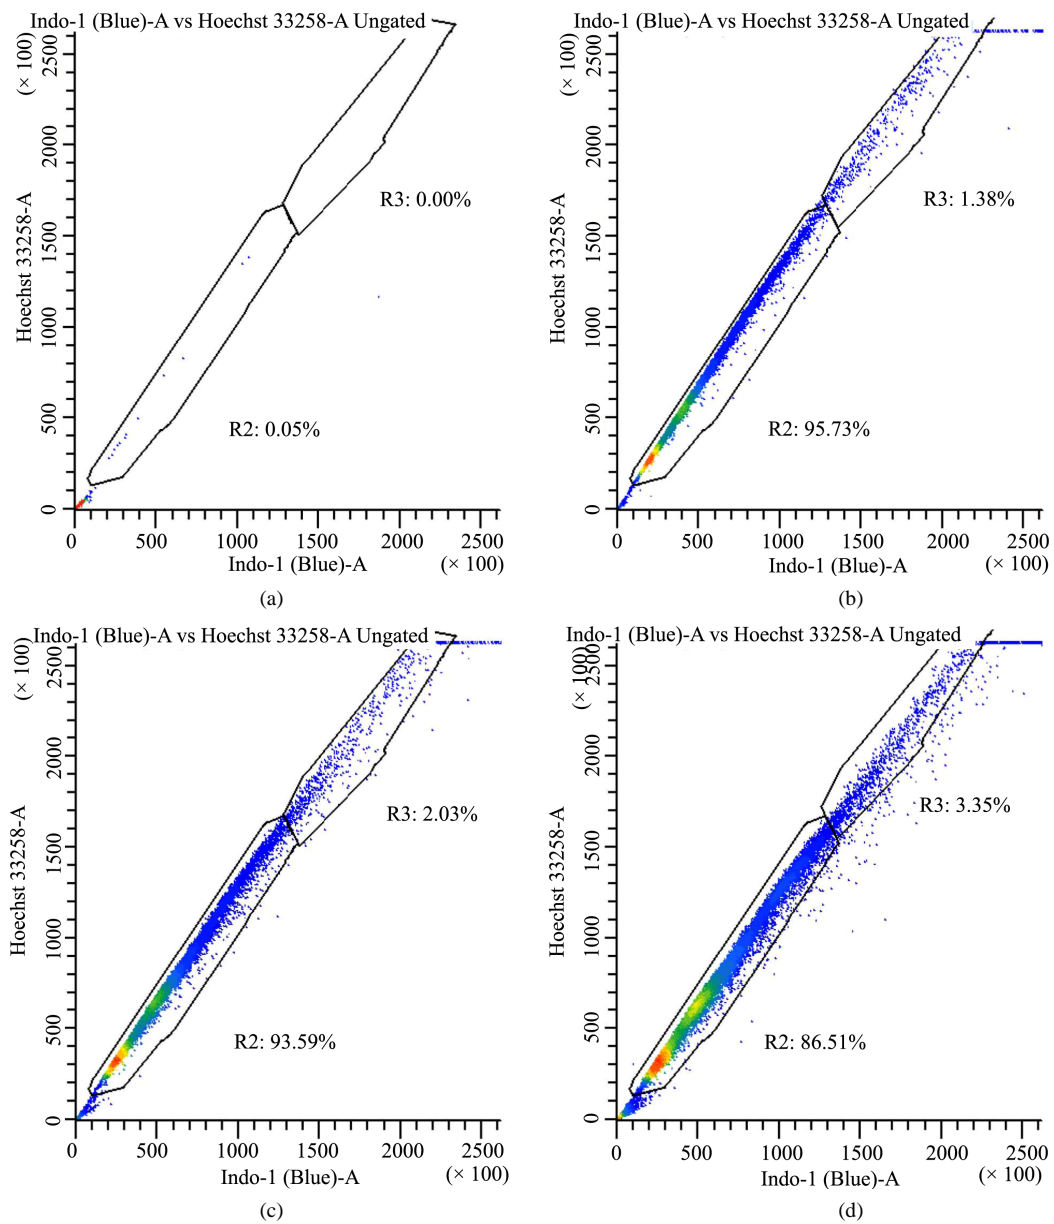 Indo-1 (Blue)-A vs Hoechst 33258-A Ungated
(× 100)
2500
2000
1500
1000
500
0
Hoechst 33258-A
R3: 0.00%
R2: 0.05%
0 500 1000 1500 2000 2500
Indo-1 (Blue)-A (× 100)
(a)
Indo-1 (Blue)-A vs Hoechst 33258-A Ungated
(× 100)
2500
2000
1500
1000
500
0
Hoechst 33258-A
R3: 1.38%
R2: 95.73%
0 500 1000 1500 2000 2500
Indo-1 (Blue)-A (× 100)
(b)
Indo-1 (Blue)-A vs Hoechst 33258-A Ungated
(× 100)
2500
2000
1500
1000
500
0
Hoechst 33258-A
R3: 2.03%
R2: 93.59%
0 500 1000 1500 2000 2500
Indo-1 (Blue)-A (× 100)
(c)
Indo-1 (Blue)-A vs Hoechst 33258-A Ungated
(× 100)
2500
2000
1500
1000
500
0
Hoechst 33258-A
R3: 3.35%
R2: 86.51%
0 500 1000 1500 2000 2500
Indo-1 (Blue)-A (× 100)
(d)